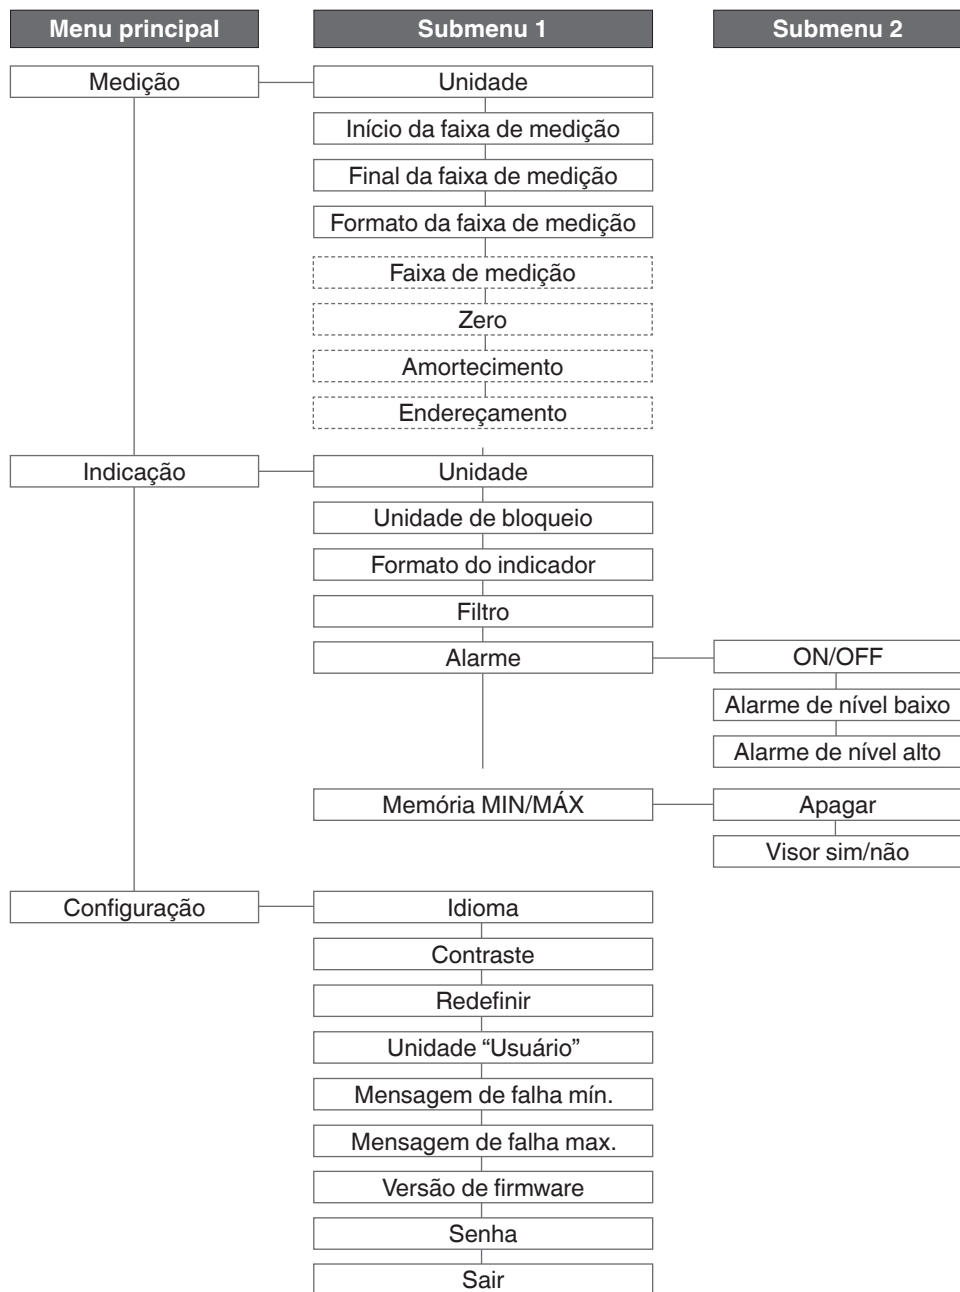 Menu principal
Submenu 1
Submenu 2
Medição
Unidade
Início da faixa de medição
Final da faixa de medição
Formato da faixa de medição
Faixa de medição
Zero
Amortecimento
Endereçamento
Indicação
Unidade
Unidade de bloqueio
Formato do indicador
Filtro
Alarme
ON/OFF
Alarme de nível baixo
Alarme de nível alto
Memória MIN/MÁX
Apagar
Visor sim/não
Configuração
Idioma
Contraste
Redefinir
Unidade “Usuário”
Mensagem de falha mín.
Mensagem de falha max.
Versão de firmware
Senha
Sair